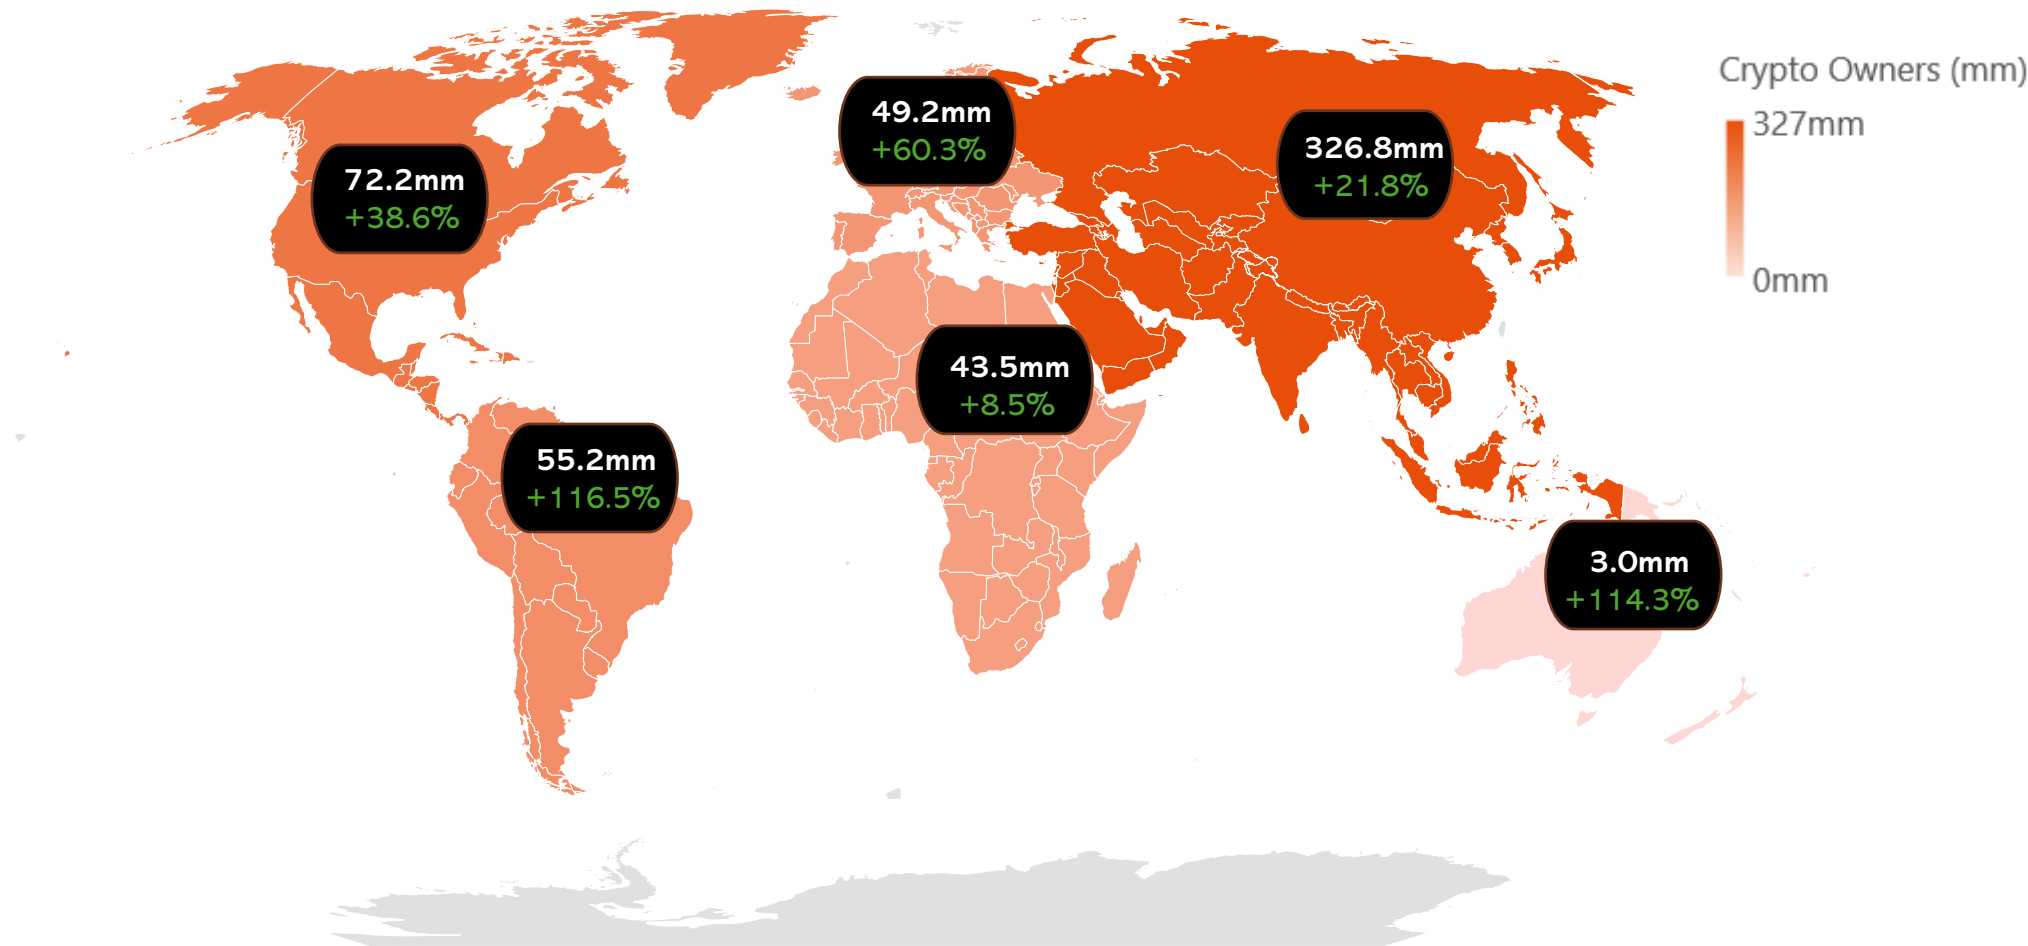 Crypto Owners (mm)
327mm
0mm
49.2mm
+60.3%
326.8mm
+21.8%
72.2mm
+38.6%
43.5mm
+8.5%
55.2mm
+116.5%
3.0mm
+114.3%